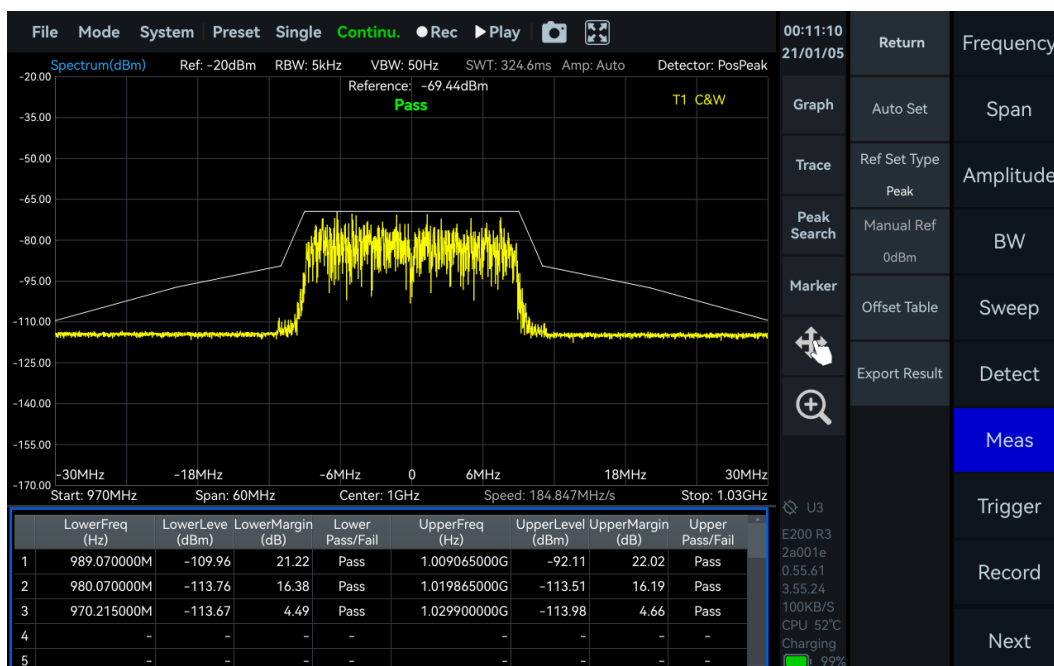 File Mode System Preset Single Continu. Rec Play
Spectrum(dBm) Ref: -20dBm RBW: 5kHz VBW: 50Hz SWT: 324.6ms Amp: Auto Detector: PosPeak
Reference: -69.44dBm
Pass
T1 C&W
-20.00
-35.00
-50.00
-65.00
-80.00
-95.00
-110.00
-125.00
-140.00
-155.00
-170.00
-30MHz -18MHz -6MHz 0 6MHz 18MHz 30MHz
Start: 970MHz Span: 60MHz Center: 1GHz Speed: 184.847MHz/s Stop: 1.03GHz
LowerFreq (Hz) LowerLeve (dBm) LowerMargin (dB) Lower Pass/Fail UpperFreq (Hz) UpperLevel (dBm) UpperMargin (dB) Upper Pass/Fail
1 989.070000M -109.96 21.22 Pass 1.009065000G -92.11 22.02 Pass
2 980.070000M -113.76 16.38 Pass 1.019865000G -113.51 16.19 Pass
3 970.215000M -113.67 4.49 Pass 1.029900000G -113.98 4.66 Pass
4 - - - - - - - -
5 - - - - - - - -
00:11:10
21/01/05
Graph
Trace
Peak
Search
Marker
U3
E200 R3
2a001e
0.55.61
3.55.24
100KB/S
CPU 52°C
Charging
99%
Return
Auto Set
Ref Set Type
Peak
Manual Ref
0dBm
Offset Table
Export Result
Frequency
Span
Amplitude
BW
Sweep
Detect
Meas
Trigger
Record
Next